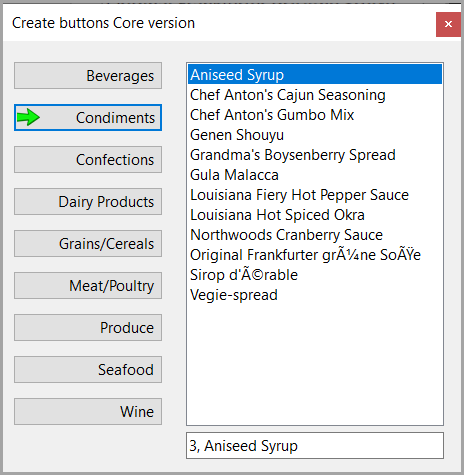 Create buttons Core version
Beverages
Condiments
Confections
Dairy Products
Grains/Cereals
Meat/Poultry
Produce
Seafood
Wine
Aniseed Syrup
Chef Anton's Cajun Seasoning
Chef Anton's Gumbo Mix
Genen Shouyu
Grandma's Boysenberry Spread
Gula Malacca
Louisiana Fiery Hot Pepper Sauce
Louisiana Hot Spiced Okra
Northwoods Cranberry Sauce
Original Frankfurter grÃ¼ne SoÃŸe
Sirop d'Ã©rable
Vegie-spread
3, Aniseed Syrup